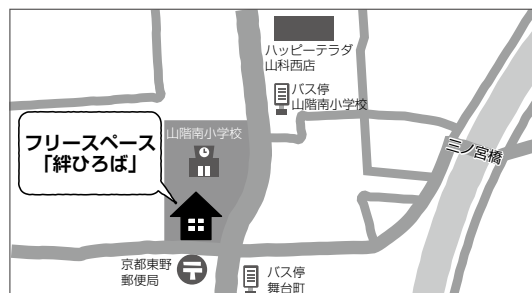 ハッピーテラダ
山科西店
バス停
山階南小学校
山階南小学校
フリースペース
「絆ひろば」
三ノ宮橋
京都東野
郵便局
バス停
舞台町